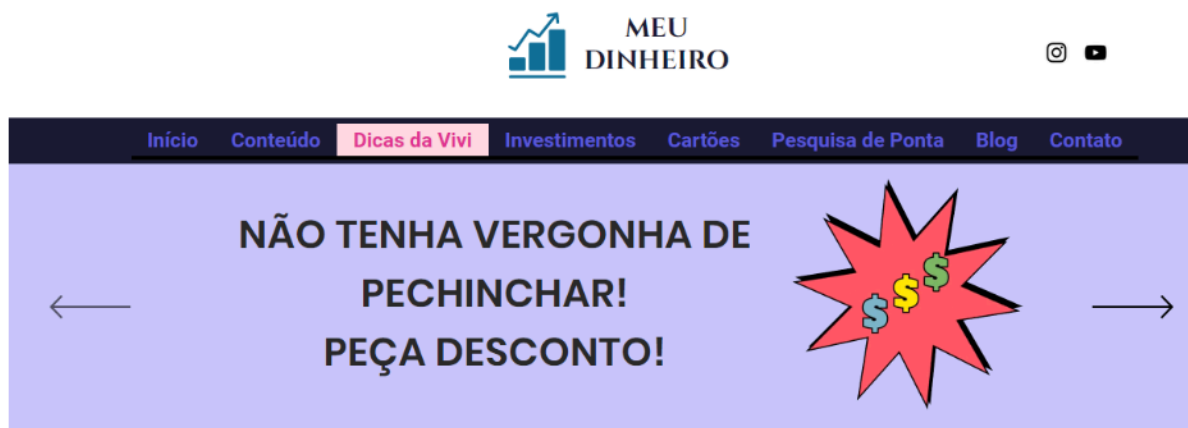 MEU
DINHEIRO
Início Conteúdo Dicas da Vivi Investimentos Cartões Pesquisa de Ponta Blog Contato
NÃO TENHA VERGONHA DE
PECHINCHAR!
PEÇA DESCONTO!
$ $ $